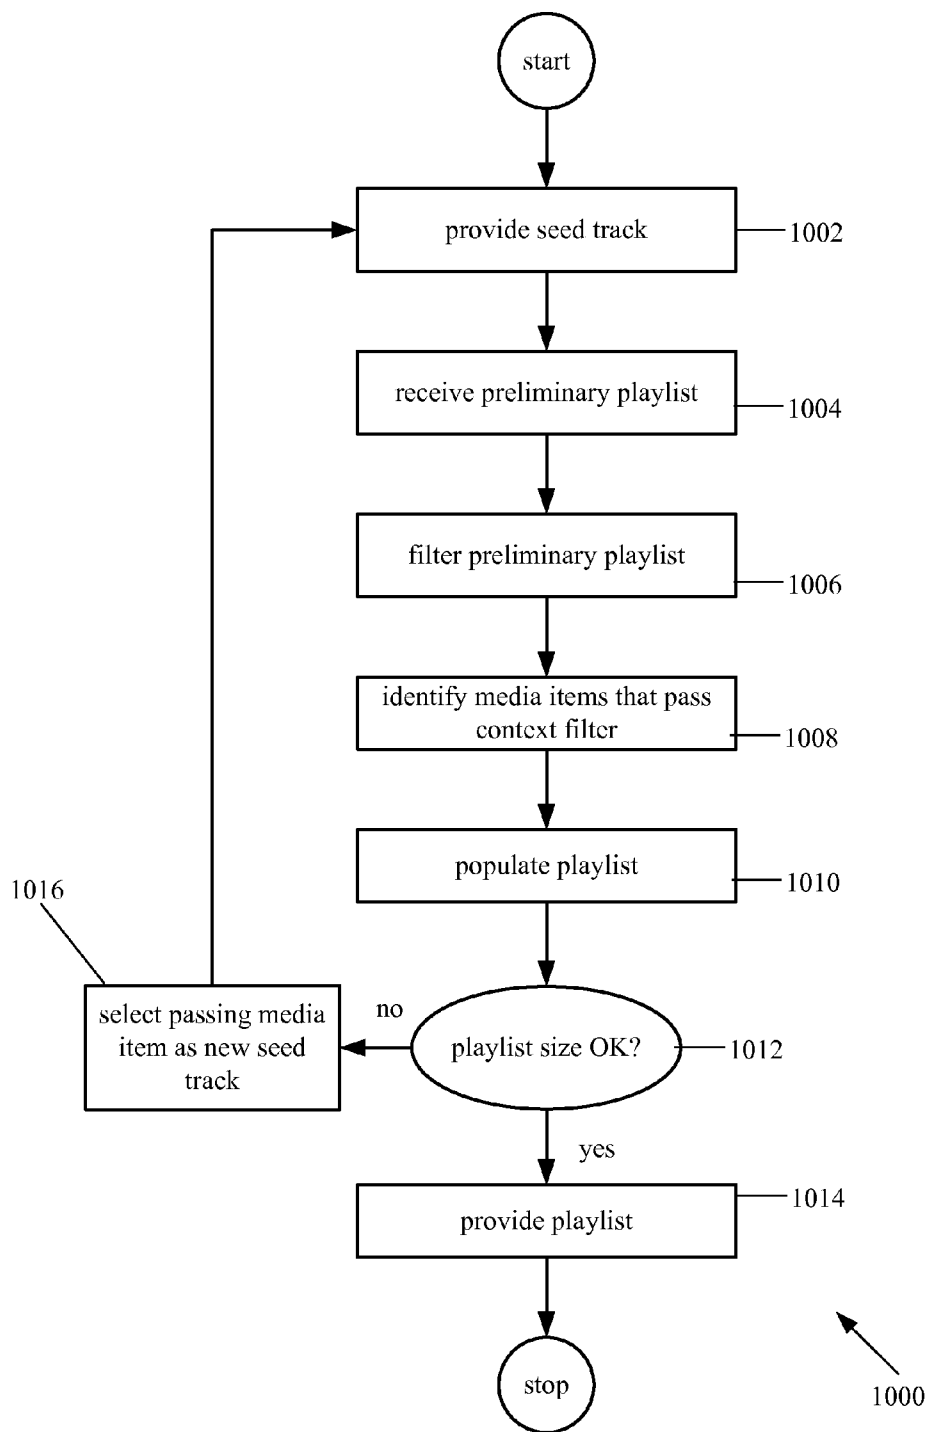 start
provide seed track
1002
receive preliminary playlist
1004
filter preliminary playlist
1006
identify media items that pass
context filter
1008
populate playlist
1010
1016
select passing media
item as new seed
track
no
playlist size OK?
1012
yes
provide playlist
1014
stop
1000